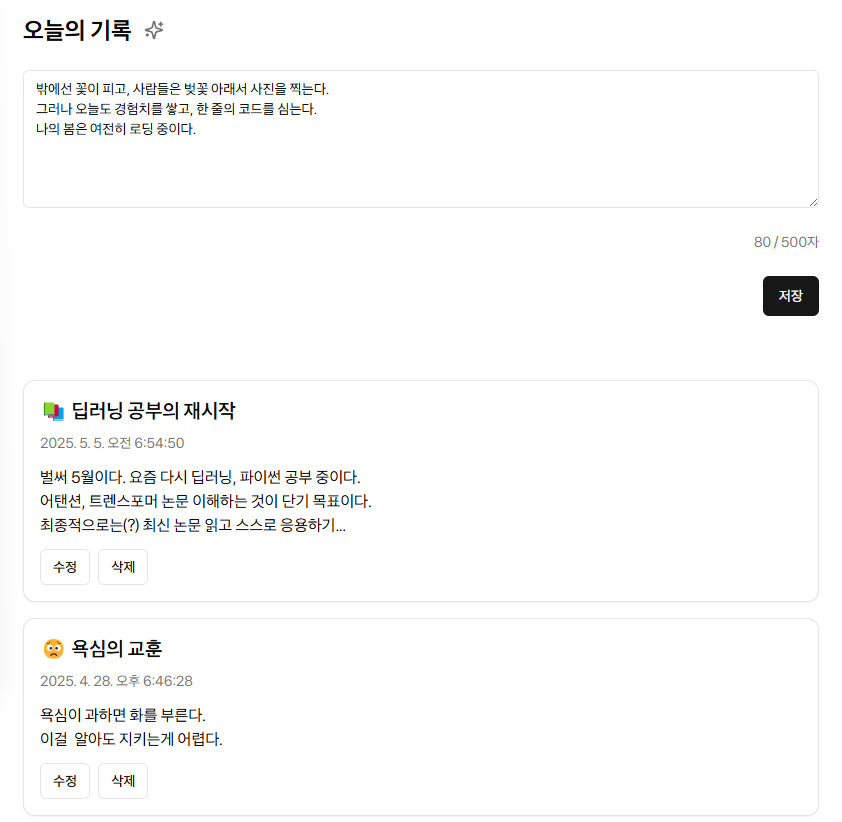 오늘의 기록
밖에선 꽃이 피고, 사람들은 벚꽃 아래서 사진을 찍는다.
그러나 오늘도 경험치를 쌓고, 한 줄의 코드를 심는다.
나의 봄은 여전히 로딩 중이다.
80 / 500자
저장
딥러닝 공부의 재시작
2025. 5. 5. 오전 6:54:50
벌써 5월이다. 요즘 다시 딥러닝, 파이썬 공부 중이다.
어탠션, 트렌스포머 논문 이해하는 것이 단기 목표이다.
최종적으로는(?) 최신 논문 읽고 스스로 응용하기...
수정 삭제
😳 욕심의 교훈
2025. 4. 28. 오후 6:46:28
욕심이 과하면 화를 부른다.
이걸  알아도 지키는게 어렵다.
수정 삭제